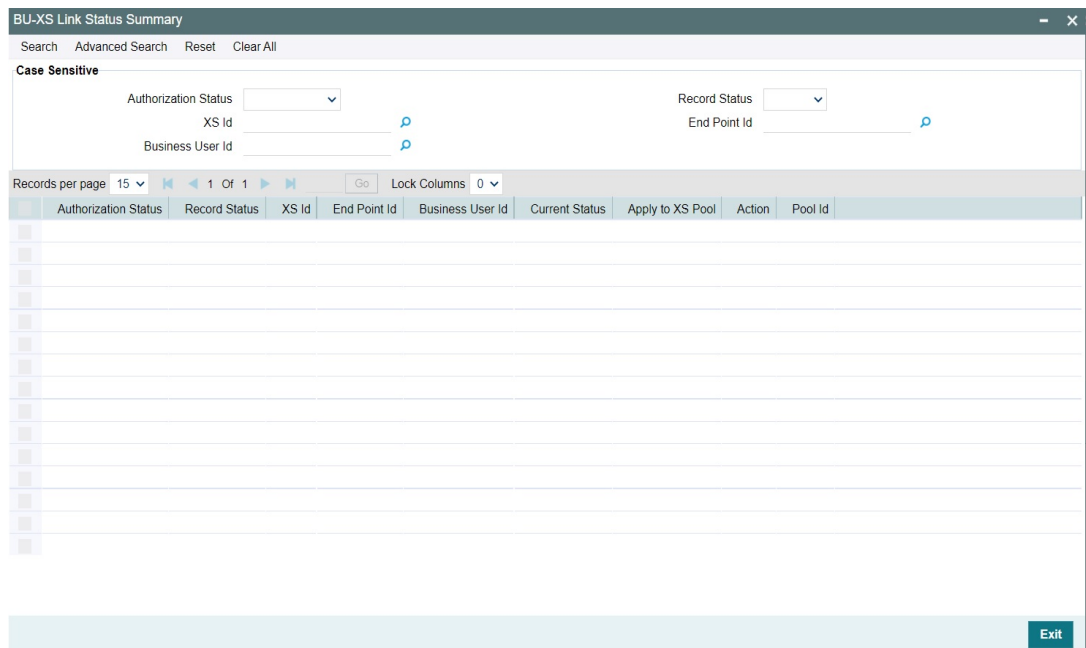 BU-XS Link Status Summary
Search Advanced Search Reset Clear All
Case Sensitive
Authorization Status Record Status
XS Id End Point Id
Business User Id
Records per page 15 1 Of 1 Go Lock Columns 0
Authorization Status Record Status XS Id End Point Id Business User Id Current Status Apply to XS Pool Action Pool Id
Exit